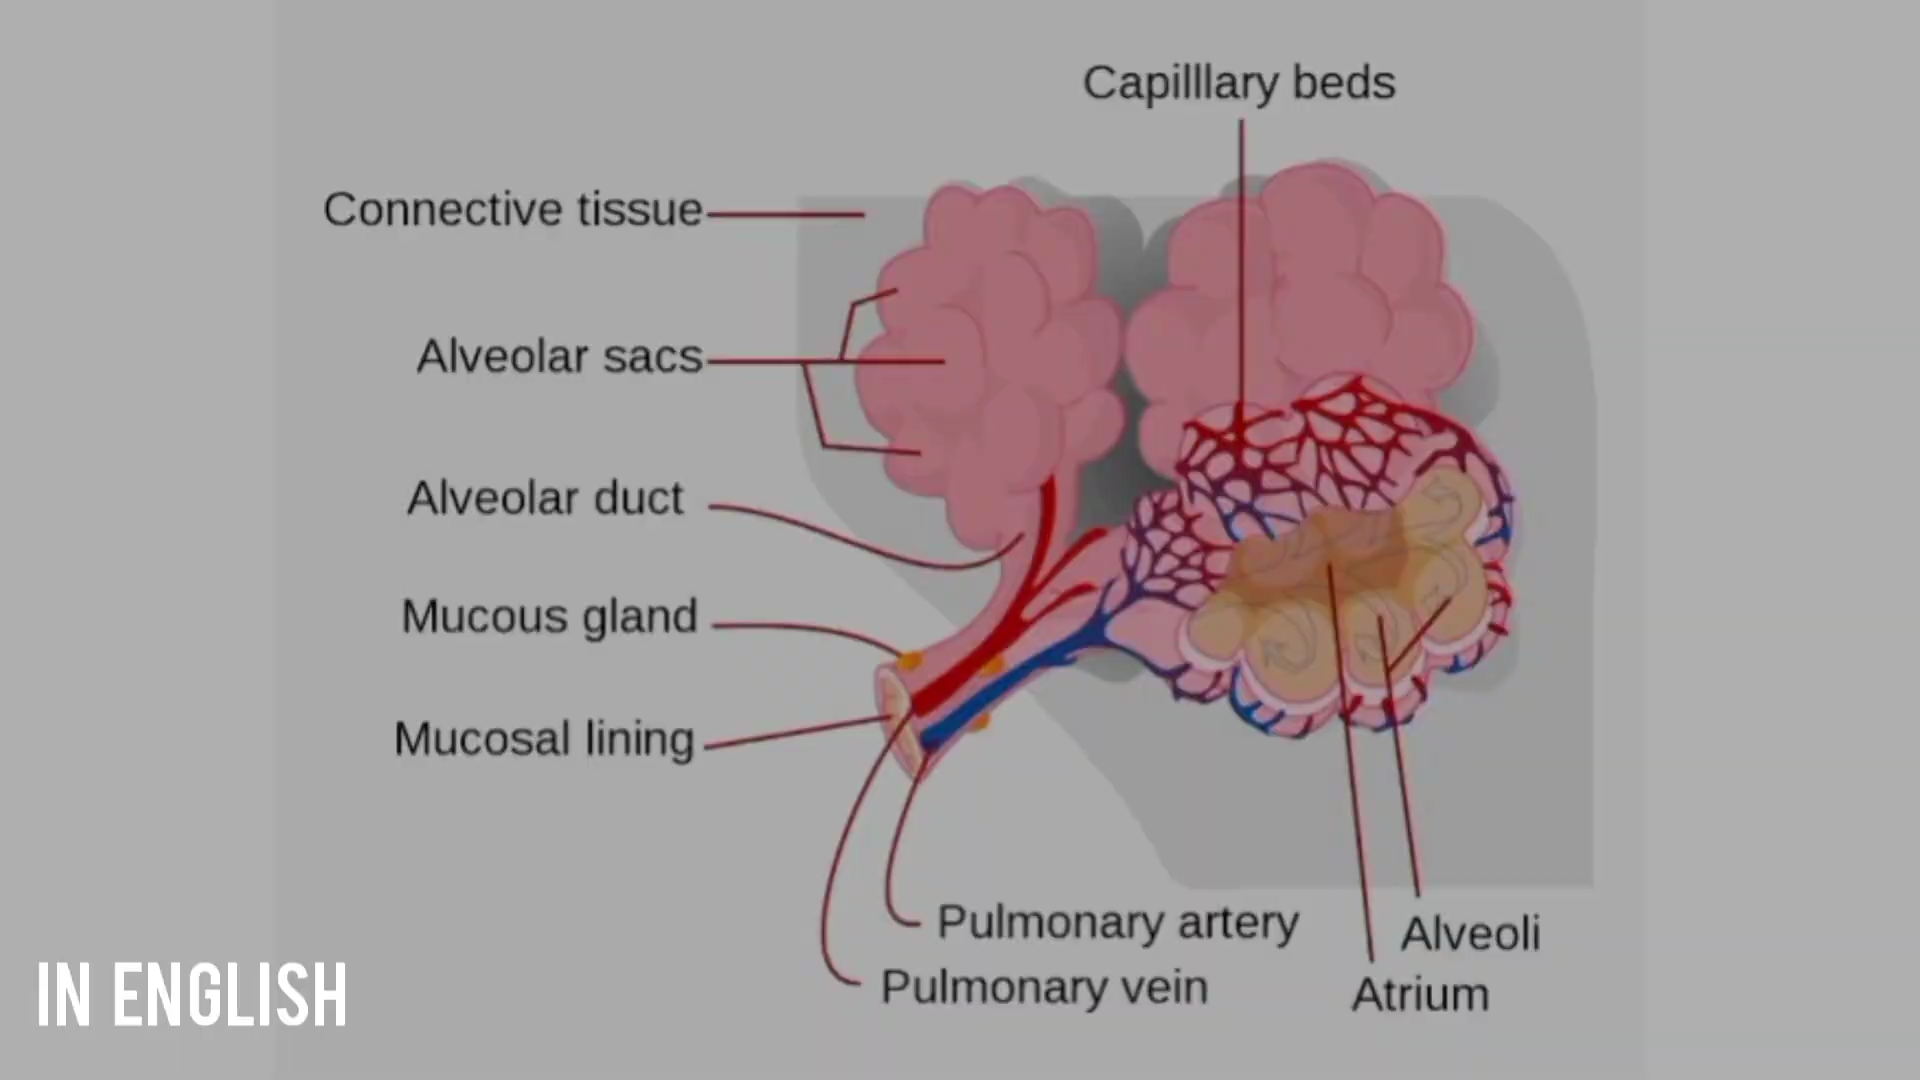 Capilllary beds
Connective tissue
Alveolar sacs
Alveolar duct
Mucous gland
Mucosal lining
Pulmonary artery
Alveoli
Pulmonary vein
Atrium
IN ENGLISH